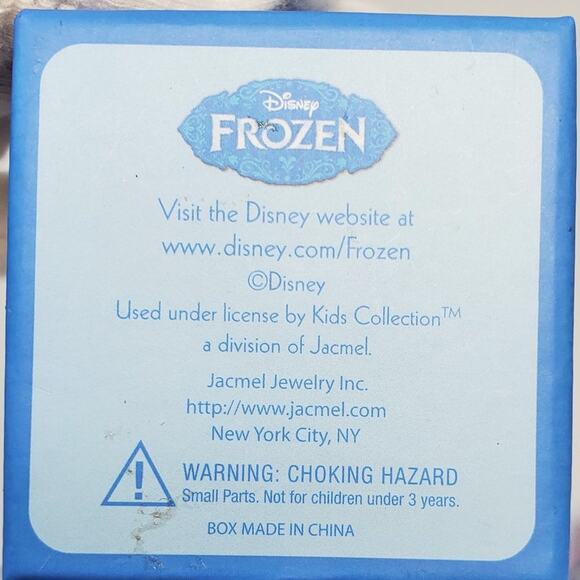 Disney
FROZEN
Visit the Disney website at
www.disney.com/Frozen
©Disney
Used under license by Kids Collection™
a division of Jacmel.
Jacmel Jewelry Inc.
http://www.jacmel.com
New York City, NY
! WARNING: CHOKING HAZARD
Small Parts. Not for children under 3 years.
BOX MADE IN CHINA